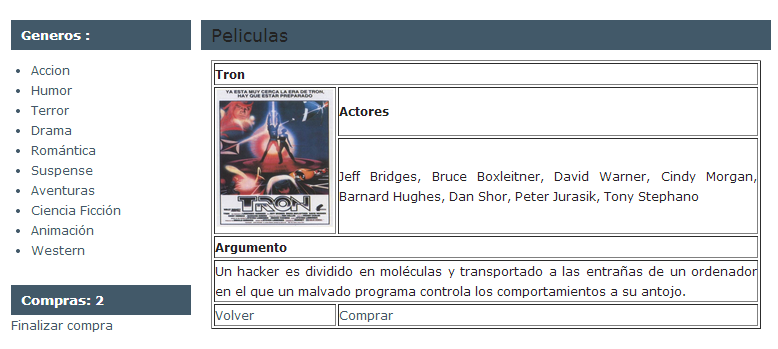 Generos :
Accion
Humor
Terror
Drama
Romántica
Suspense
Aventuras
Ciencia Ficción
Animación
Western
Compras: 2
Finalizar compra
Peliculas
Tron
YA ESTA MUY CERCA LA ERA DE TRON,
HAY QUE ESTAR PREPARADO
TRON
Actores
Jeff Bridges, Bruce Boxleitner, David Warner, Cindy Morgan,
Barnard Hughes, Dan Shor, Peter Jurasik, Tony Stephano
Argumento
Un hacker es dividido en moléculas y transportado a las entrañas de un ordenador
en el que un malvado programa controla los comportamientos a su antojo.
Volver
Comprar